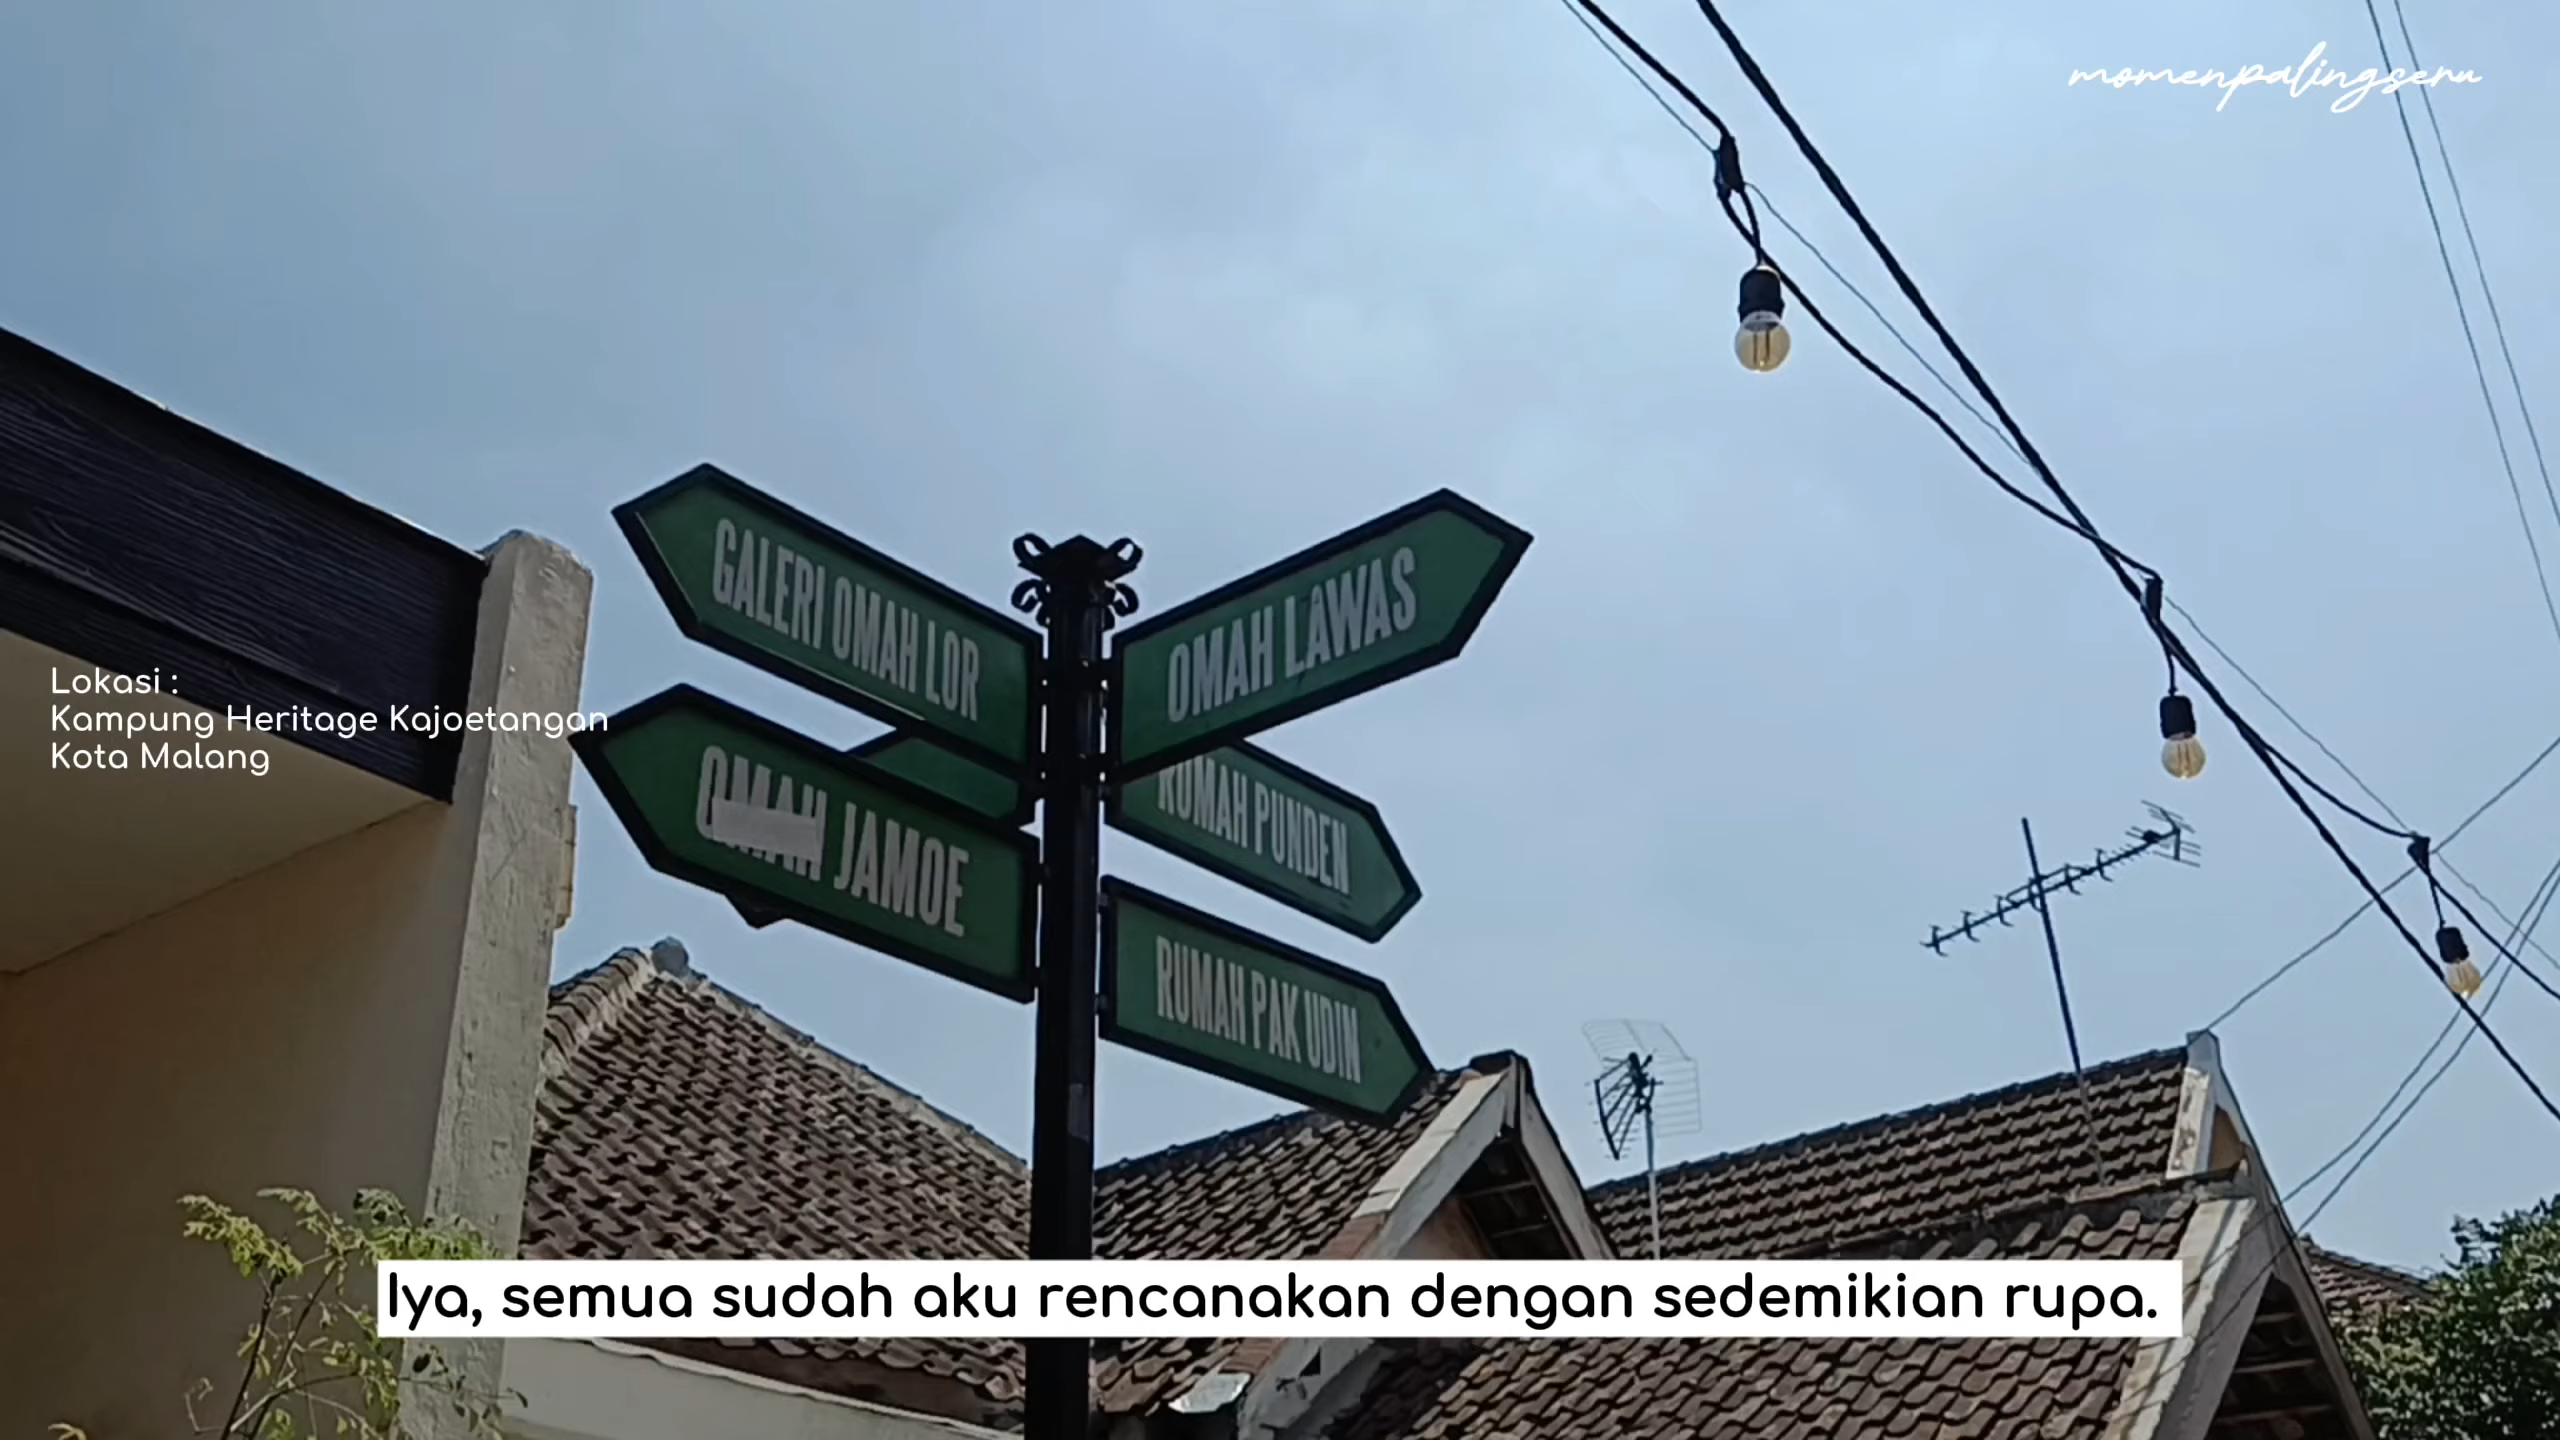 momenpalingseru
GALERI OMAH LOR
OMAH LAWAS
Lokasi :
Kampung Heritage Kajoetangan
Kota Malang
OMAH JAMOE
RUMAH PUNDEN
RUMAH PAK UDIN
Iya, semua sudah aku rencanakan dengan sedemikian rupa.